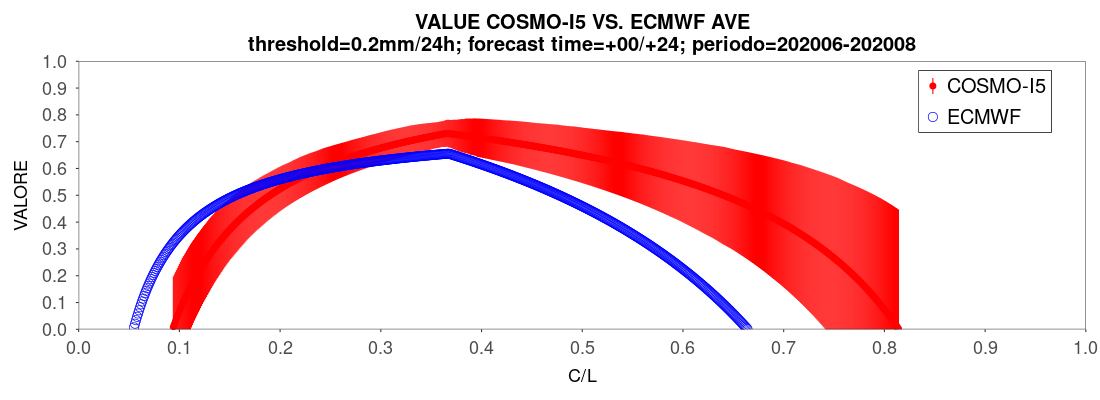 VALUE COSMO-I5 VS. ECMWF AVE
threshold=0.2mm/24h; forecast time=+00/+24; periodo=202006-202008
COSMO-I5
ECMWF
VALORE
1.0
0.9
0.8
0.7
0.6
0.5
0.4
0.3
0.2
0.1
0.0
0.0 0.1 0.2 0.3 0.4 0.5 0.6 0.7 0.8 0.9 1.0
C/L